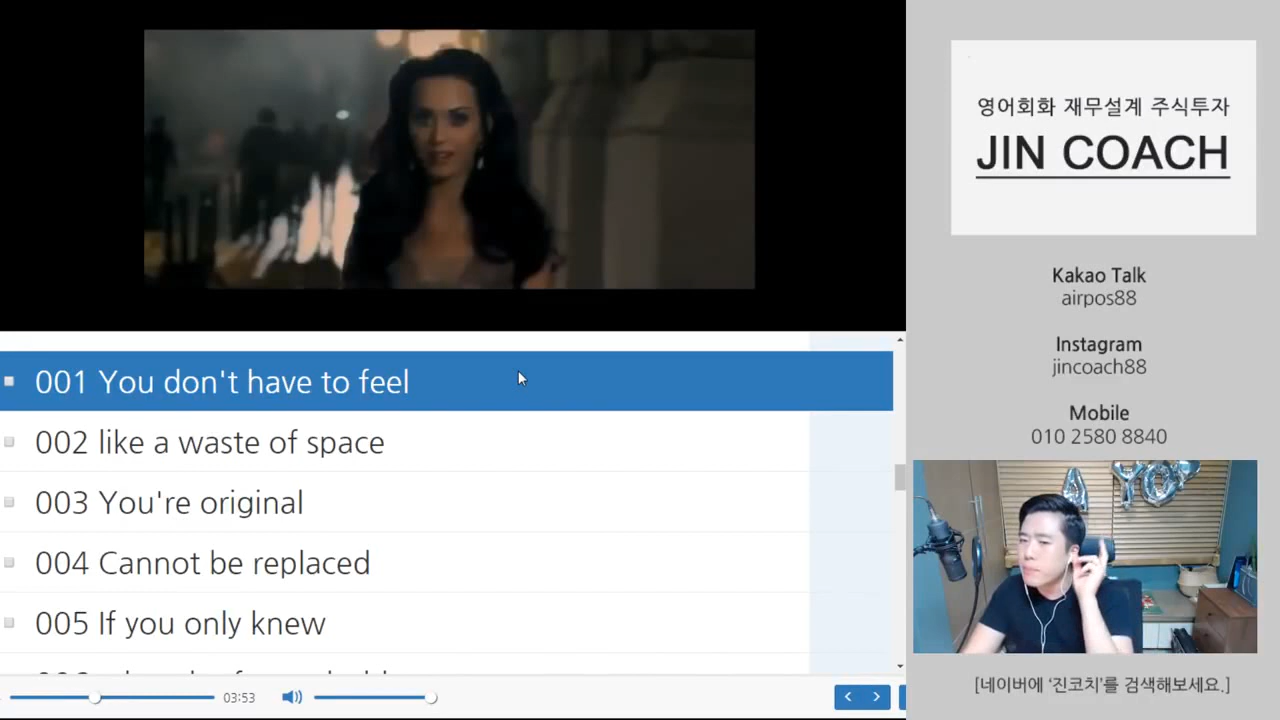 001 You don't have to feel
002 like a waste of space
003 You're original
004 Cannot be replaced
005 If you only knew
03:53
영어회화 재무설계 주식투자
JIN COACH
Kakao Talk
airpos88
Instagram
jincoach88
Mobile
010 2580 8840
[네이버에 '진코치'를 검색해보세요.]